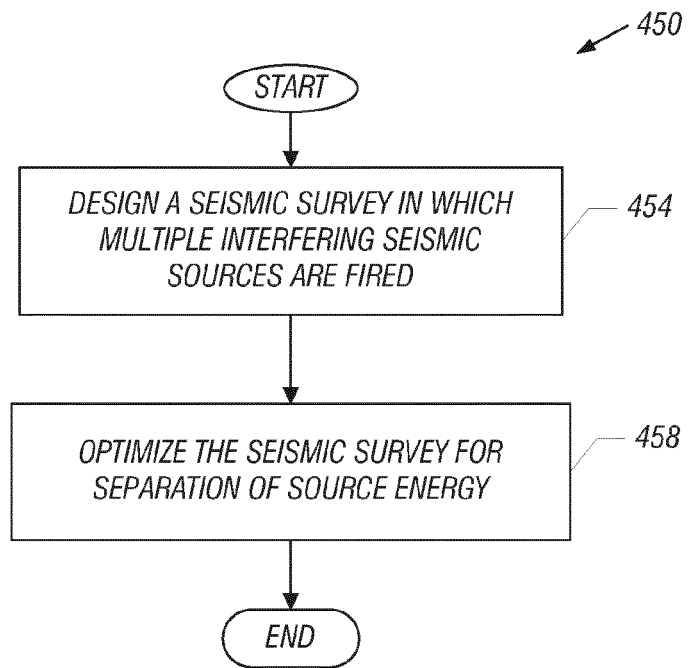 450
START
DESIGN A SEISMIC SURVEY IN WHICH
MULTIPLE INTERFERING SEISMIC
SOURCES ARE FIRED
454
OPTIMIZE THE SEISMIC SURVEY FOR
SEPARATION OF SOURCE ENERGY
458
END